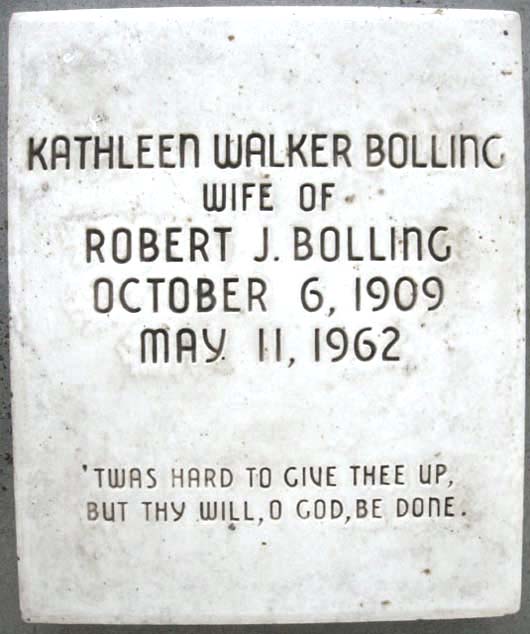 KATHLEEN WALKER BOLLING
WIFE OF
ROBERT J. BOLLING
OCTOBER 6, 1909
MAY 11, 1962
'TWAS HARD TO GIVE THEE UP,
BUT THY WILL, O GOD, BE DONE.